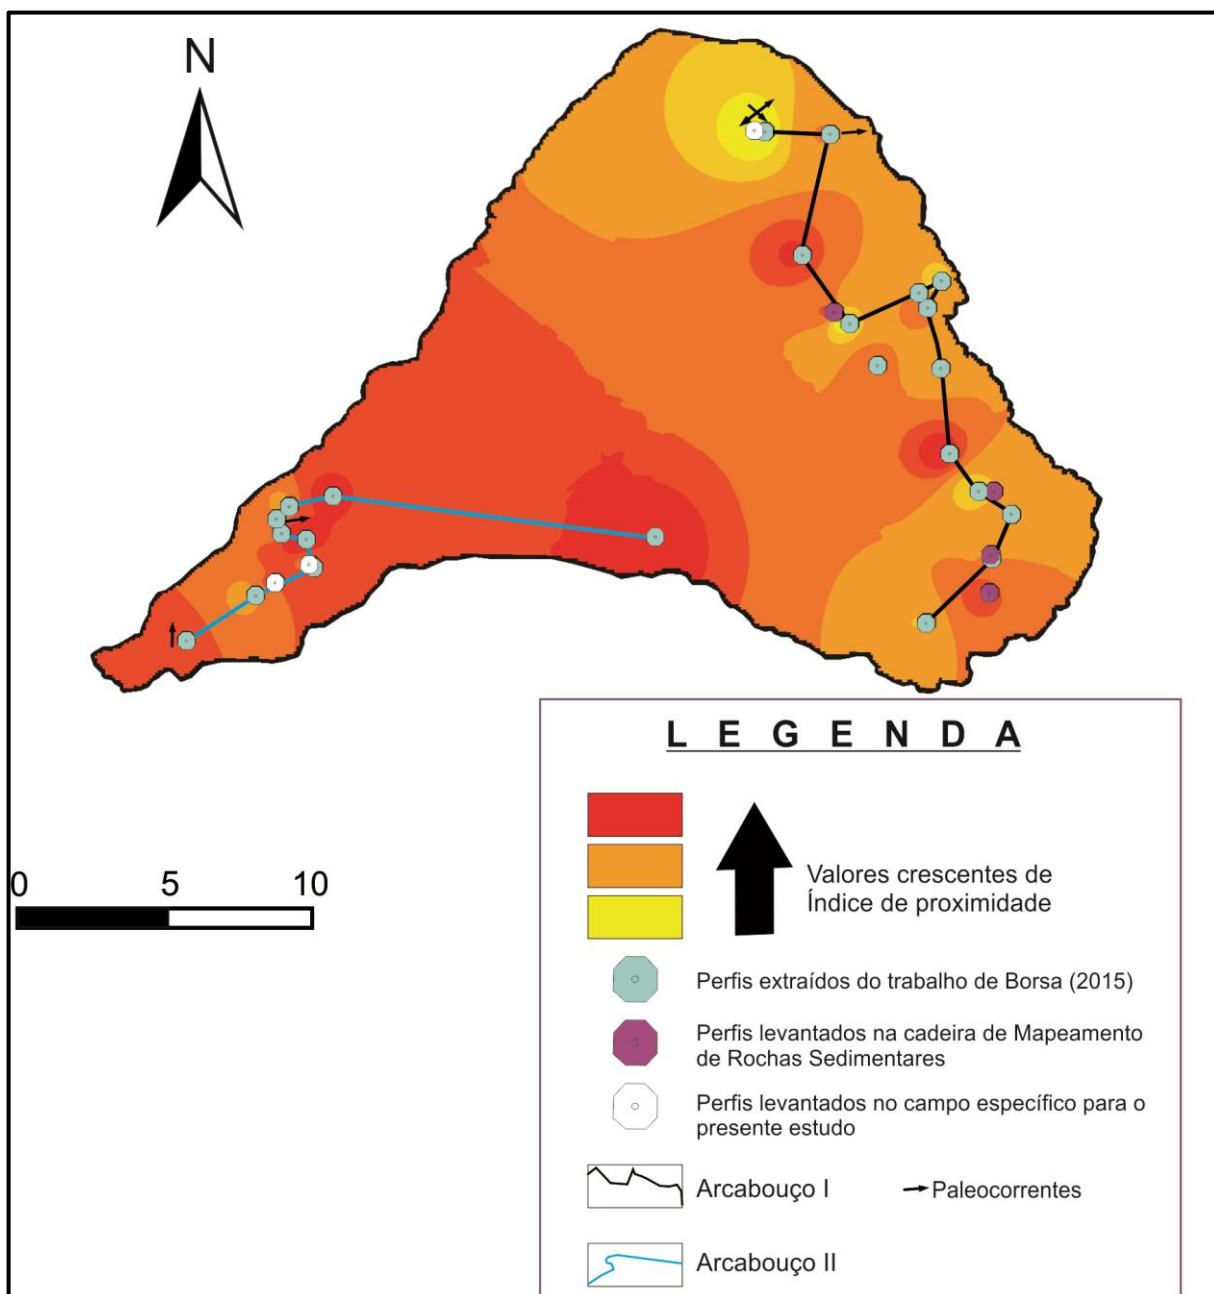 N
0 5 10
L E G E N D A
Valores crescentes de
Índice de proximidade
Perfis extraídos do trabalho de Borsa (2015)
Perfis levantados na cadeira de Mapeamento
de Rochas Sedimentares
Perfis levantados no campo específico para o
presente estudo
Arcabouço I
Paleocorrentes
Arcabouço II